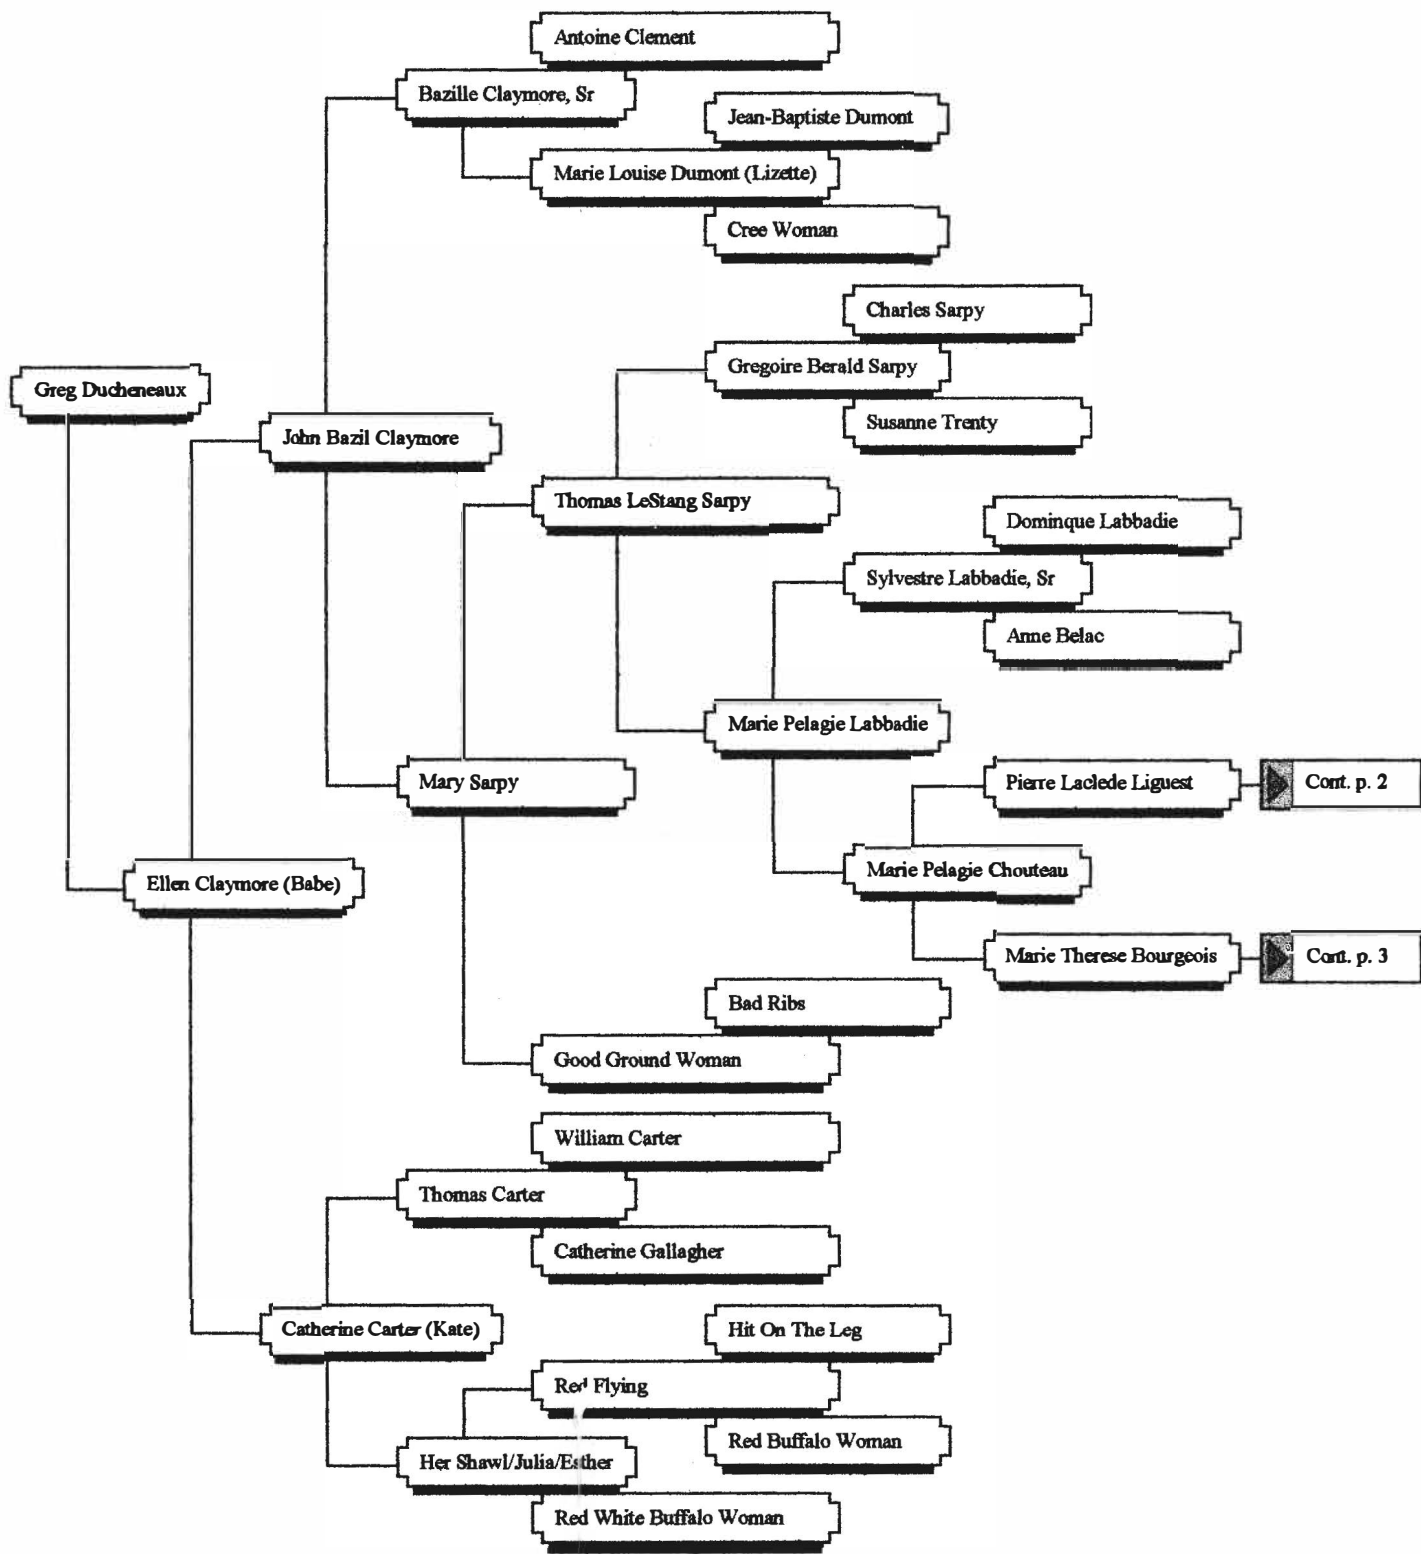 Antoine Clement
Bazille Claymore, Sr
Jean-Baptiste Dumont
Marie Louise Dumont (Lizette)
Cree Woman
Charles Sarpy
Gregoire Berald Sarpy
Greg Ducheneaux
Susanne Trenty
John Bazil Claymore
Thomas LeStang Sarpy
Dominque Labbadie
Sylvestre Labbadie, Sr
Anne Belac
Marie Pelagie Labbadie
Mary Sarpy
Pierre Laclede Liguest
Cont. p. 2
Marie Pelagie Chouteau
Ellen Claymore (Babe)
Marie Therese Bourgeois
Cont. p. 3
Bad Ribs
Good Ground Woman
William Carter
Thomas Carter
Catherine Gallagher
Catherine Carter (Kate)
Hit On The Leg
Red Flying
Red Buffalo Woman
Her Shawl/Julia/Esther
Red White Buffalo Woman